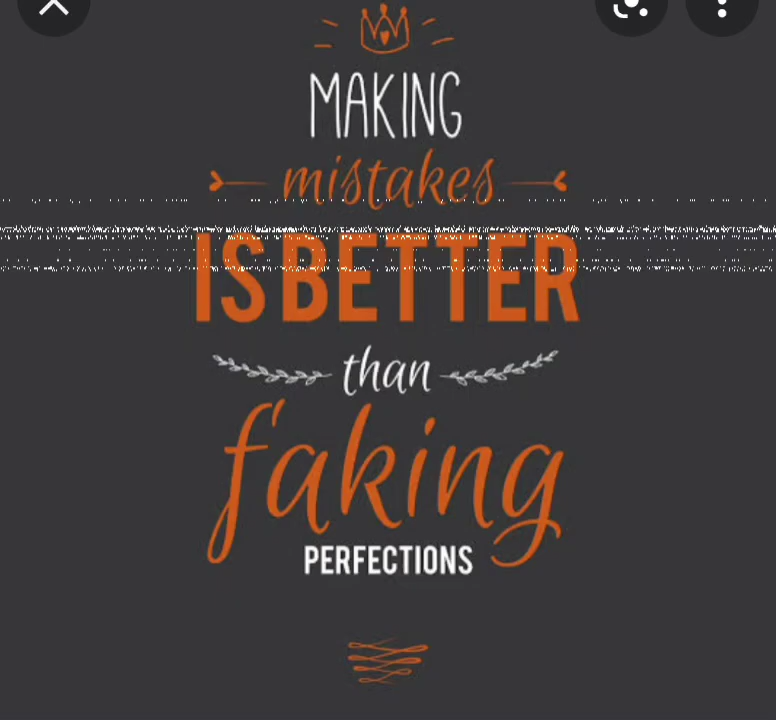 MAKING
mistakes
IS BETTER
than
faking
PERFECTIONS